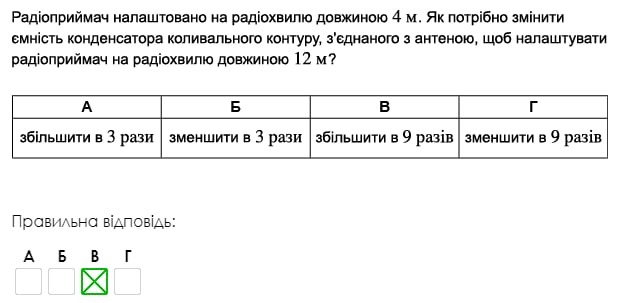 Радіоприймач налаштовано на радіохвилю довжиною 4 м. Як потрібно змінити
ємність конденсатора коливального контуру, з'єднаного з антеною, щоб налаштувати
радіоприймач на радіохвилю довжиною 12 м?
А Б В Г
збільшити в 3 рази зменшити в 3 рази збільшити в 9 разів зменшити в 9 разів
Правильна відповідь:
А Б В Г